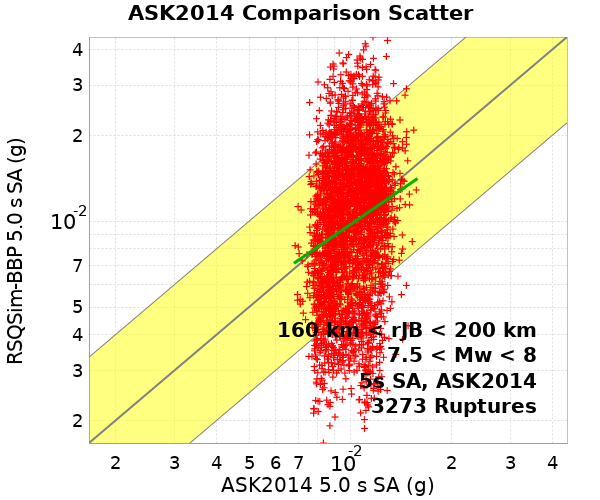 ASK2014 Comparison Scatter
RSQSim-BBP 5.0 s SA (g)
4
3
2
10-2
7
5
4
3
2
160 km < rJB < 200 km
7.5 < Mw < 8
5s SA, ASK2014
3273 Ruptures
2 3 4 5 6 7 10-2 2 3 4
ASK2014 5.0 s SA (g)